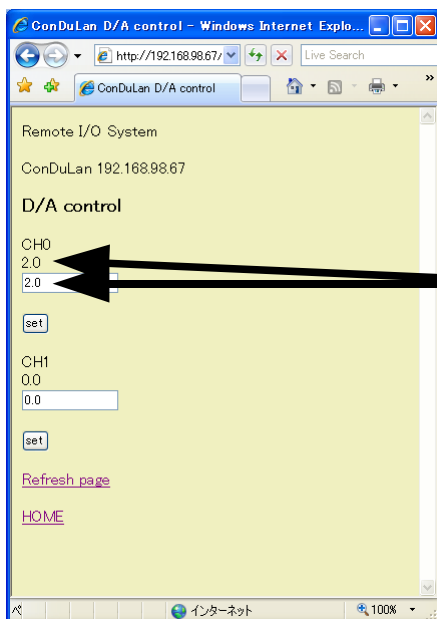 ConDuLan D/A control - Windows Internet Explo...
http://192.168.98.67/
Live Search
ConDuLan D/A control
»
Remote I/O System
ConDuLan 192.168.98.67
D/A control
CH0
2.0
2.0
set
CH1
0.0
0.0
set
Refresh page
HOME
ペ
インターネット
100%